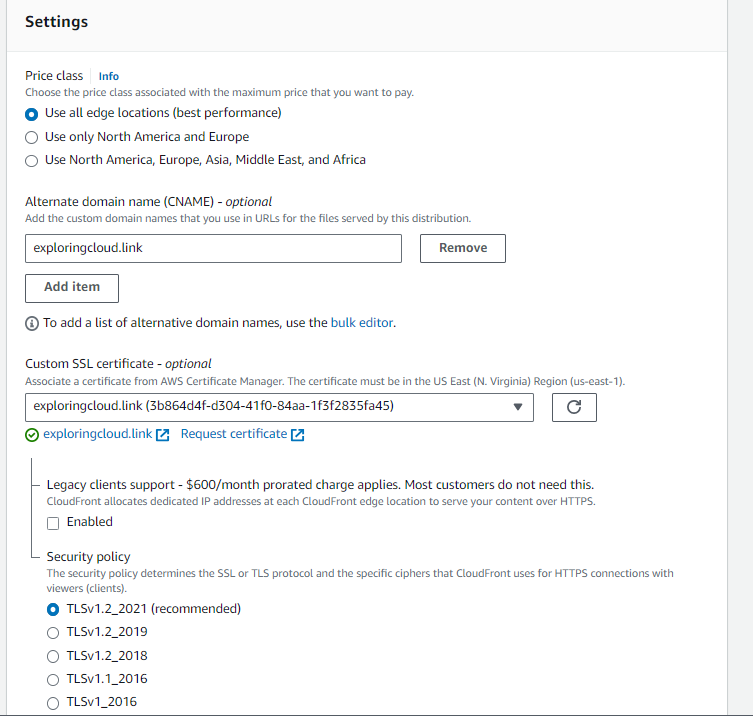 Settings
Price class Info
Choose the price class associated with the maximum price that you want to pay.
Use all edge locations (best performance)
Use only North America and Europe
Use North America, Europe, Asia, Middle East, and Africa
Alternate domain name (CNAME) - optional
Add the custom domain names that you use in URLs for the files served by this distribution.
exploringcloud.link Remove
Add item
To add a list of alternative domain names, use the bulk editor.
Custom SSL certificate - optional
Associate a certificate from AWS Certificate Manager. The certificate must be in the US East (N. Virginia) Region (us-east-1).
exploringcloud.link (3b864d4f-d304-41f0-84aa-1f3f2835fa45)
exploringcloud.link Request certificate
Legacy clients support - $600/month prorated charge applies. Most customers do not need this.
CloudFront allocates dedicated IP addresses at each CloudFront edge location to serve your content over HTTPS.
Enabled
Security policy
The security policy determines the SSL or TLS protocol and the specific ciphers that CloudFront uses for HTTPS connections with
viewers (clients).
TLSv1.2_2021 (recommended)
TLSv1.2_2019
TLSv1.2_2018
TLSv1.1_2016
TLSv1_2016